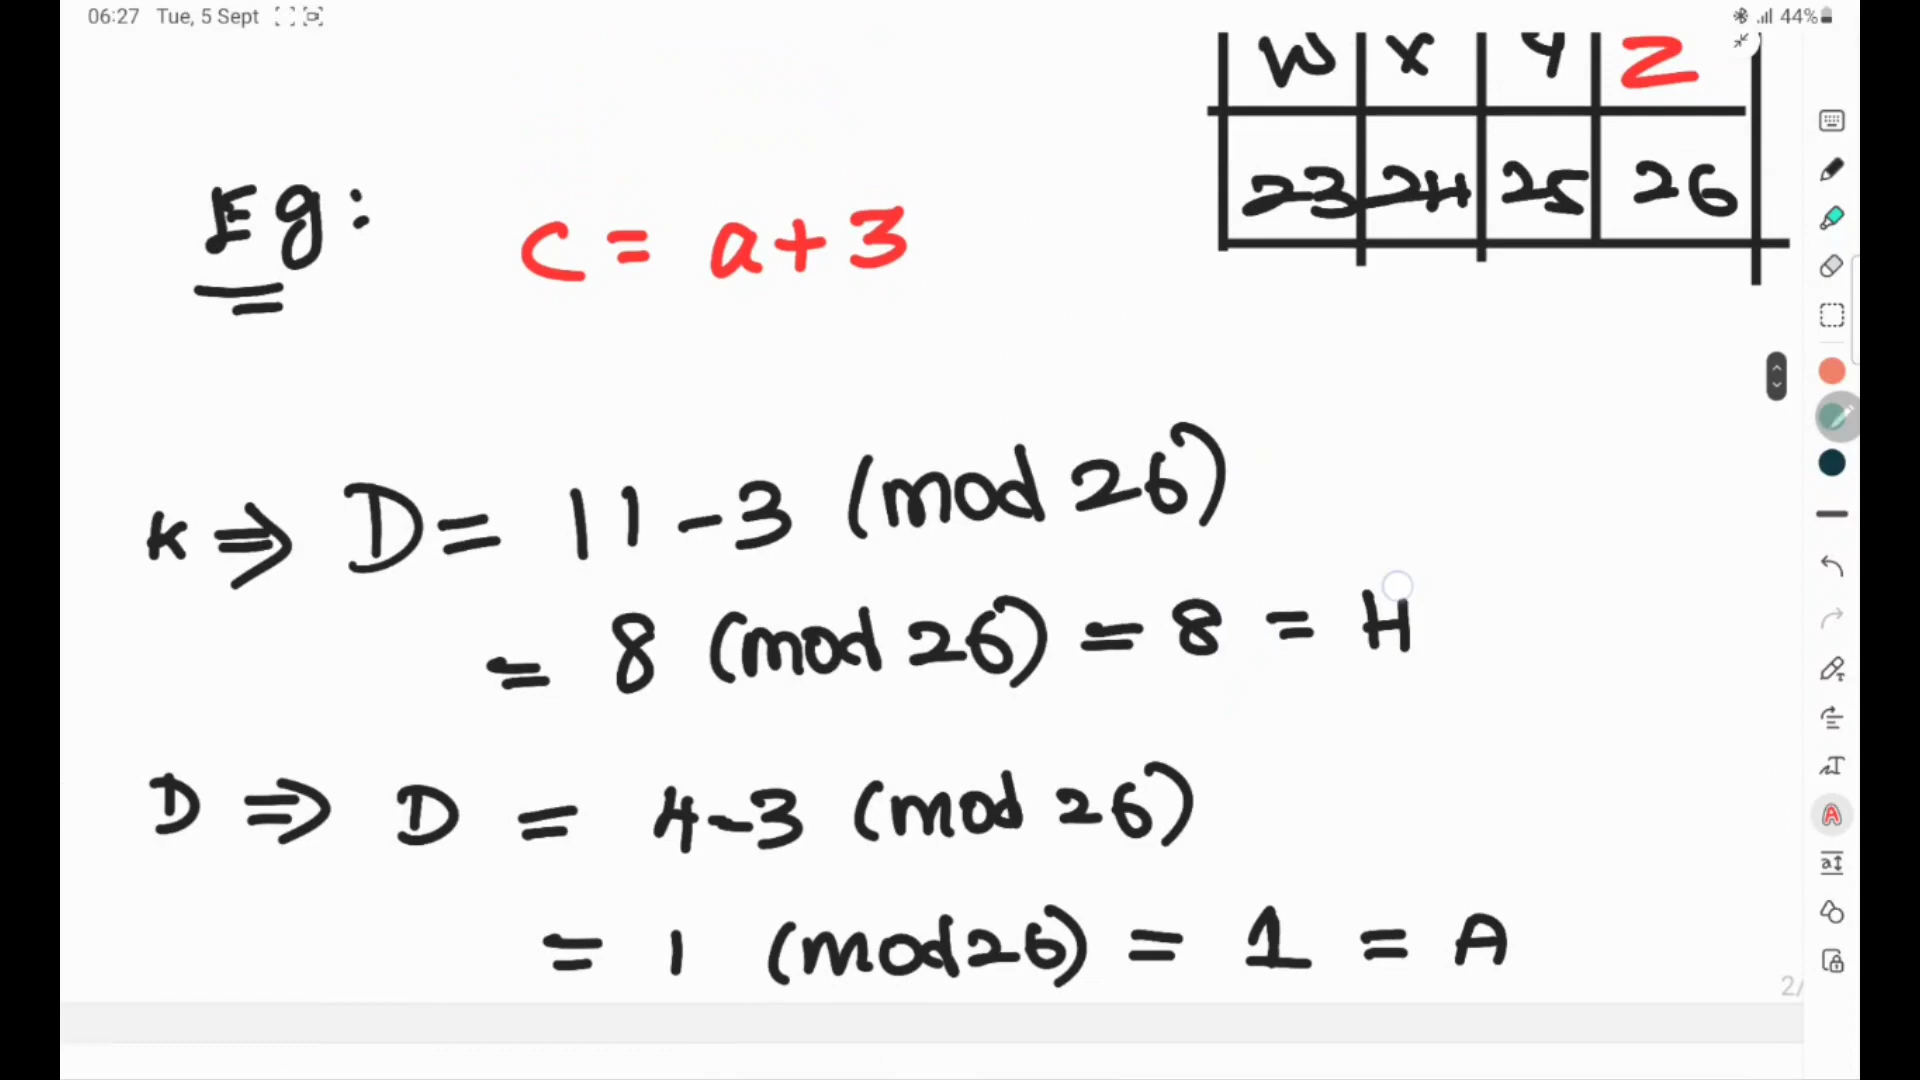 06:27 Tue, 5 Sept
44%
W X Y Z
23 24 25 26
Eg: C = a + 3
K ⇒ D = 11 - 3 (mod 26)
= 8 (mod 26) = 8 = H
D ⇒ D = 4 - 3 (mod 26)
= 1 (mod 26) = 1 = A
2/